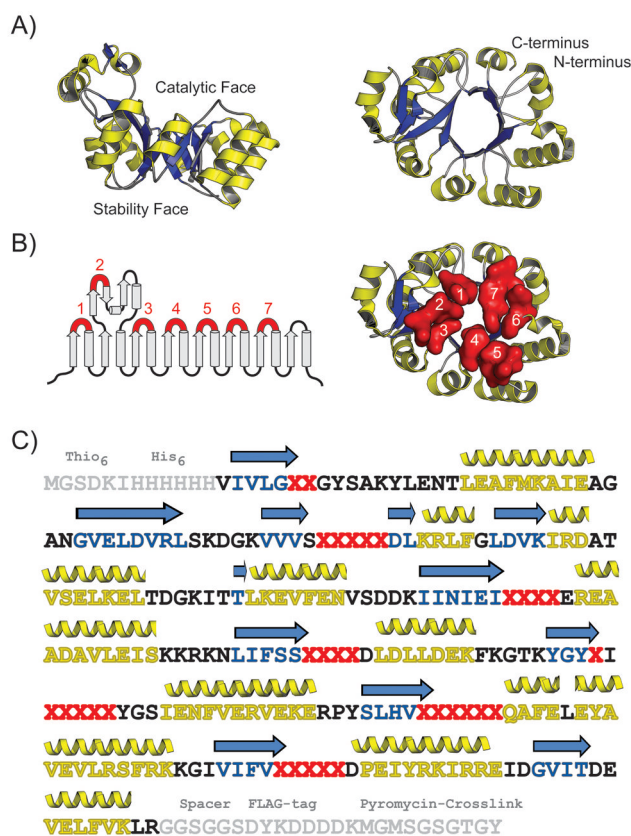 A)
Catalytic Face
Stability Face
C-terminus
N-terminus
B)
1 2 3 4 5 6 7
1 2 3 4 5 6 7
C)
Thio6 His6
MGSDKIHHHHHHVIVLGXXGYSAKYLENTLEAFMKAIEAG
ANGVELDVRLSKDGKVVVSXXXXXDLKRLFGLDVKIRDAT
VSELKELTDGKITTLKEVFENVSDDKIINIEIXXXXEREA
ADAVLEISKKRKNLIFSSXXXXDLDLLDEKFKGTKYGYXI
XXXXXYGSIENFVERVEKERPYSLHVXXXXXXQAFELEYA
VEVLRSFRKKGIVIFVXXXXXDPEIYRKIRREIDGVITDE
Spacer FLAG-tag Pyromycin-Crosslink
VELFVKLRGGSGGSDYKDDDDKMGMSGSGTGY